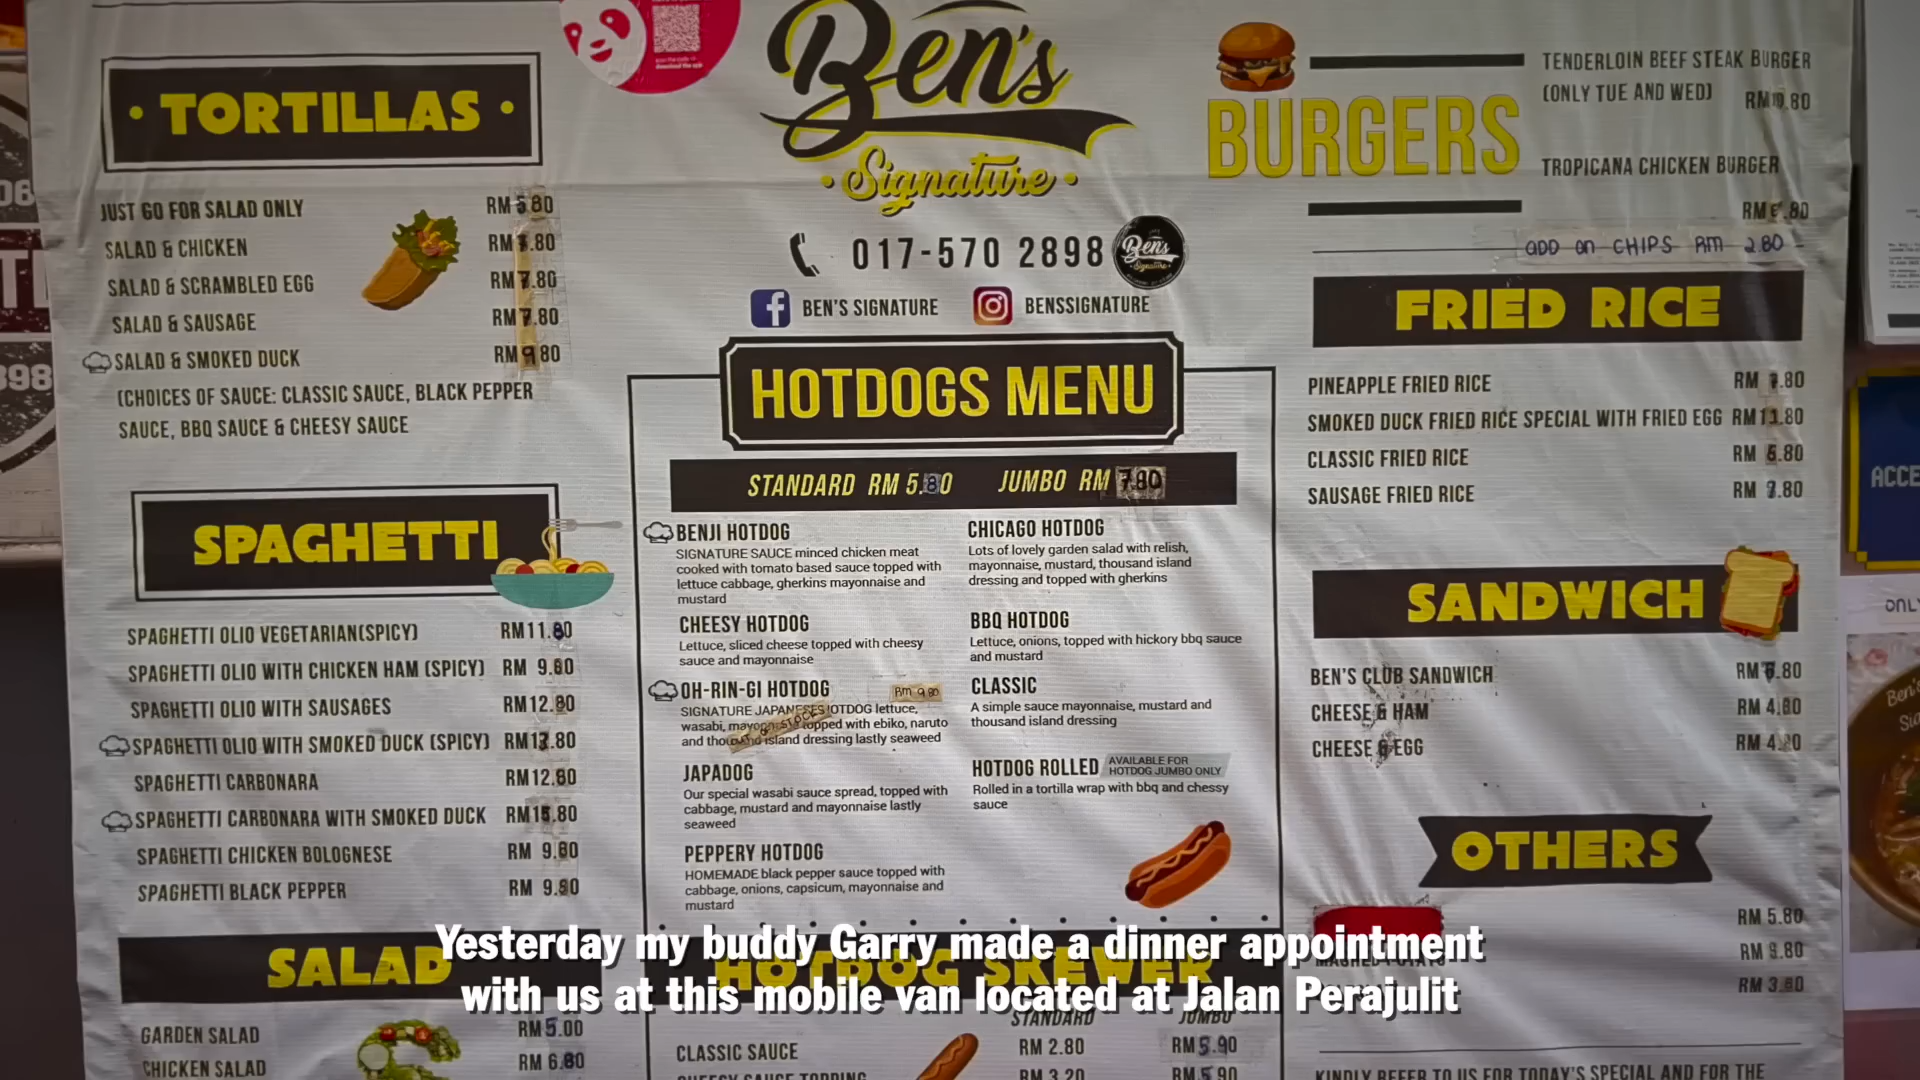 TORTILLAS
JUST GO FOR SALAD ONLY RM 5.80
SALAD & CHICKEN RM 7.80
SALAD & SCRAMBLED EGG RM 7.80
SALAD & SAUSAGE RM 7.80
SALAD & SMOKED DUCK RM 9.80
(CHOICES OF SAUCE: CLASSIC SAUCE, BLACK PEPPER
SAUCE, BBQ SAUCE & CHEESY SAUCE
SPAGHETTI
SPAGHETTI OLIO VEGETARIAN(SPICY) RM11.80
SPAGHETTI OLIO WITH CHICKEN HAM (SPICY) RM 9.80
SPAGHETTI OLIO WITH SAUSAGES RM12.80
SPAGHETTI OLIO WITH SMOKED DUCK (SPICY) RM13.80
SPAGHETTI CARBONARA RM12.80
SPAGHETTI CARBONARA WITH SMOKED DUCK RM15.80
SPAGHETTI CHICKEN BOLOGNESE RM 9.80
SPAGHETTI BLACK PEPPER RM 9.80
SALAD
GARDEN SALAD RM 5.00
CHICKEN SALAD RM 6.80
Ben's
Signature
017-570 2898
Ben's
Signature
BEN'S SIGNATURE BENSSIGNATURE
HOTDOGS MENU
STANDARD RM 5.80 JUMBO RM 7.80
BENJI HOTDOG
SIGNATURE SAUCE minced chicken meat
cooked with tomato based sauce topped with
lettuce cabbage, gherkins mayonnaise and
mustard
CHEESY HOTDOG
Lettuce, sliced cheese topped with cheesy
sauce and mayonnaise
OH-RIN-GI HOTDOG Rm 9.80
SIGNATURE JAPANESE HOTDOG lettuce,
wasabi, topped with ebiko, naruto
and island dressing lastly seaweed
JAPADOG
Our special wasabi sauce spread, topped with
cabbage, mustard and mayonnaise lastly
seaweed
PEPPERY HOTDOG
HOMEMADE black pepper sauce topped with
cabbage, onions, capsicum, mayonnaise and
mustard
CHICAGO HOTDOG
Lots of lovely garden salad with relish,
mayonnaise, mustard, thousand island
dressing and topped with gherkins
BBQ HOTDOG
Lettuce, onions, topped with hickory bbq sauce
and mustard
CLASSIC
A simple sauce mayonnaise, mustard and
thousand island dressing
HOTDOG ROLLED AVAILABLE FOR
HOTDOG JUMBO ONLY
Rolled in a tortilla wrap with bbq and chessy
sauce
HOTDOG SKEWER
STANDARD JUMBO
CLASSIC SAUCE RM 2.80 RM5.90
CHEESY SAUCE TOPPING RM 3.20 RM5.90
BURGERS
TENDERLOIN BEEF STEAK BURGER
(ONLY TUE AND WED)
TROPICANA CHICKEN BURGER
ADD ON CHIPS RM 2.80
FRIED RICE
PINEAPPLE FRIED RICE RM 7.80
SMOKED DUCK FRIED RICE SPECIAL WITH FRIED EGG RM11.80
CLASSIC FRIED RICE RM 6.80
SAUSAGE FRIED RICE RM 7.80
SANDWICH
BEN'S CLUB SANDWICH
CHEESE & HAM RM 4.80
CHEESE & EGG RM 4.20
OTHERS
RM 5.80
RM 9.80
RM 3.80
KINDLY REFER TO US FOR TODAY'S SPECIAL AND FOR THE
Yesterday my buddy Garry made a dinner appointment
with us at this mobile van located at Jalan Perajulit